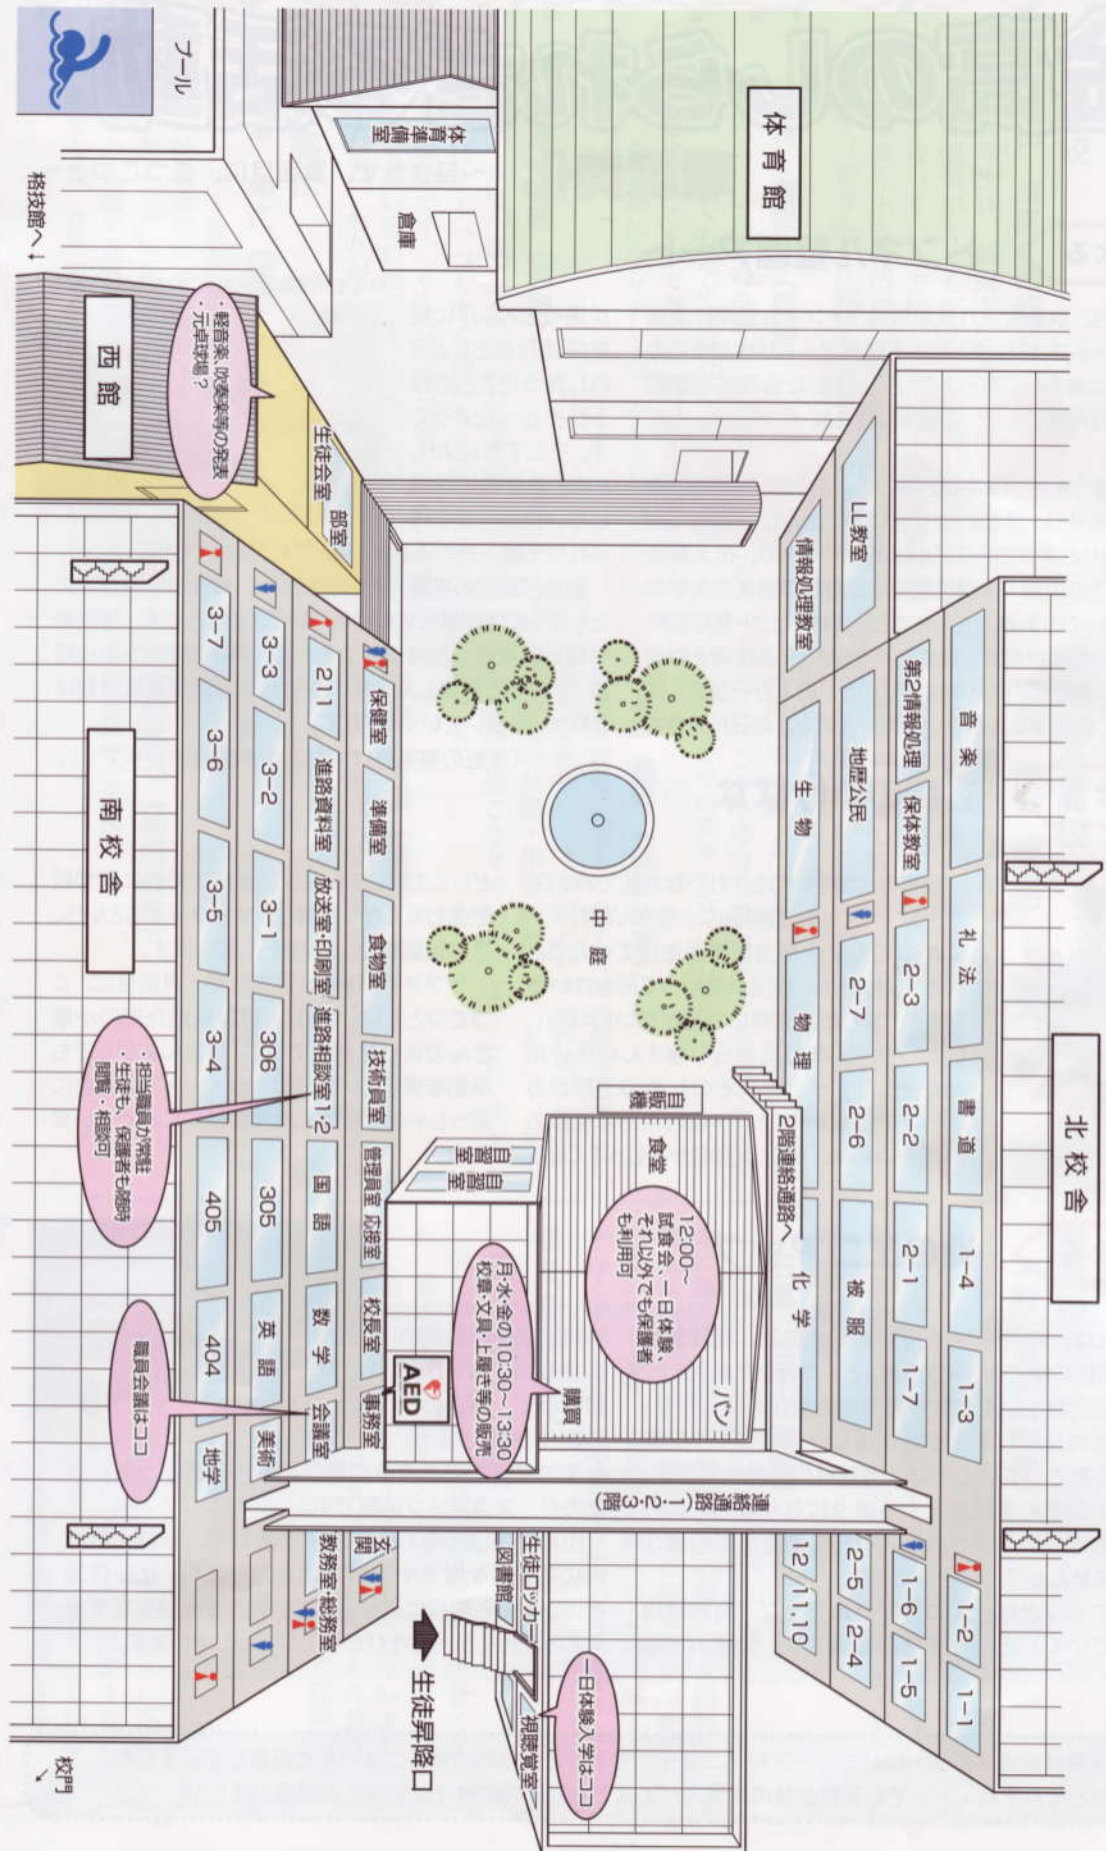 北校舎
音楽
礼法
書道
1-4
1-3
1-2
1-1
第2情報処理
保体教室
2-3
2-2
2-1
1-7
1-6
1-5
LL教室
地歴公民
2-7
2-6
被服
2-5
2-4
情報処理教室
生物
物理
化学
12
11,10
体育館
体育準備室
倉庫
プール
格技館へ↓
西館
・軽音楽、吹奏楽等の発表
・元卓球場?
生徒会室
部室
中庭
2階連絡通路へ
自販機
食堂
12:00~
試食会、一日体験、
それ以外でも保護者
も利用可
パン
購買
月・水・金の10:30~13:30
校章・文具・上履き等の販売
自習室
自習室
連絡通路(1・2・3階)
生徒ロッカー
図書館
視聴覚室
一日体験入学はココ
生徒昇降口
保健室
準備室
食物室
技術員室
管理員室
応接室
校長室
事務室
AED
玄関
211
進路資料室
放送室・印刷室
進路相談室1・2
国語
数学
会議室
教務室・総務室
3-3
3-2
3-1
306
305
英語
美術
3-7
3-6
3-5
3-4
405
404
地学
南校舎
・担当職員が常駐
・生徒も、保護者も随時
閲覧・相談可
職員会議はココ
校門